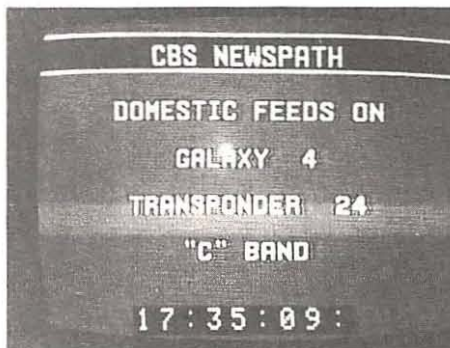 CBS NEWSPATH
DOMESTIC FEEDS ON
GALAXY 4
TRANSPONDER 24
"C" BAND
17:35:09: